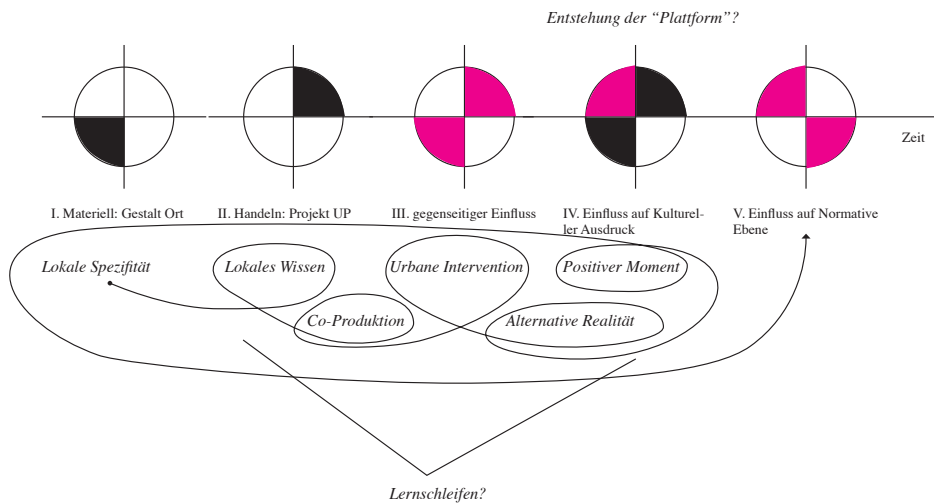 Entstehung der “Plattform”?
Zeit
I. Materiell: Gestalt Ort
II. Handeln: Projekt UP
III. gegenseitiger Einfluss
IV. Einfluss auf Kulturel-
ler Ausdruck
V. Einfluss auf Normative
Ebene
Lokale Spezifität
Lokales Wissen
Urbane Intervention
Positiver Moment
Co-Produktion
Alternative Realität
Lernschleifen?